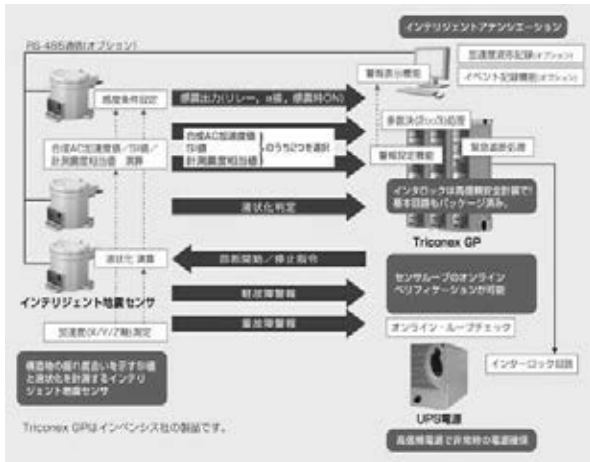 インテリジェントアナンシエーション
RS-485通信(オプション)
加速度波形記録(オプション)
イベント記録機能(オプション)
警報表示機能
感度条件設定
感震出力(リレー, a接, 感震時ON)
多数決(2oo3)処理
緊急遮断処理
合成AC加速度値/SI値/
計測震度相当値 演算
合成AC加速度値
SI値
計測震度相当値
のうち2つを選択
警報設定機能
インタロックは高信頼安全計装で!
基本回路もパッケージ済み。
液状化判定
Triconex GP
液状化 演算
診断開始/停止指令
センサループのオンライン
ベリフィケーションが可能
インテリジェント地震センサ
軽故障警報
オンライン・ループチェック
加速度(X/Y/Z軸)測定
重故障警報
インターロック回路
構造物の揺れ度合いを示すSI値
と液状化を計測するインテリ
ジェント地震センサ
UPS電源
Triconex GPはインベンシス社の製品です。
高信頼電源で非常時の電源確保